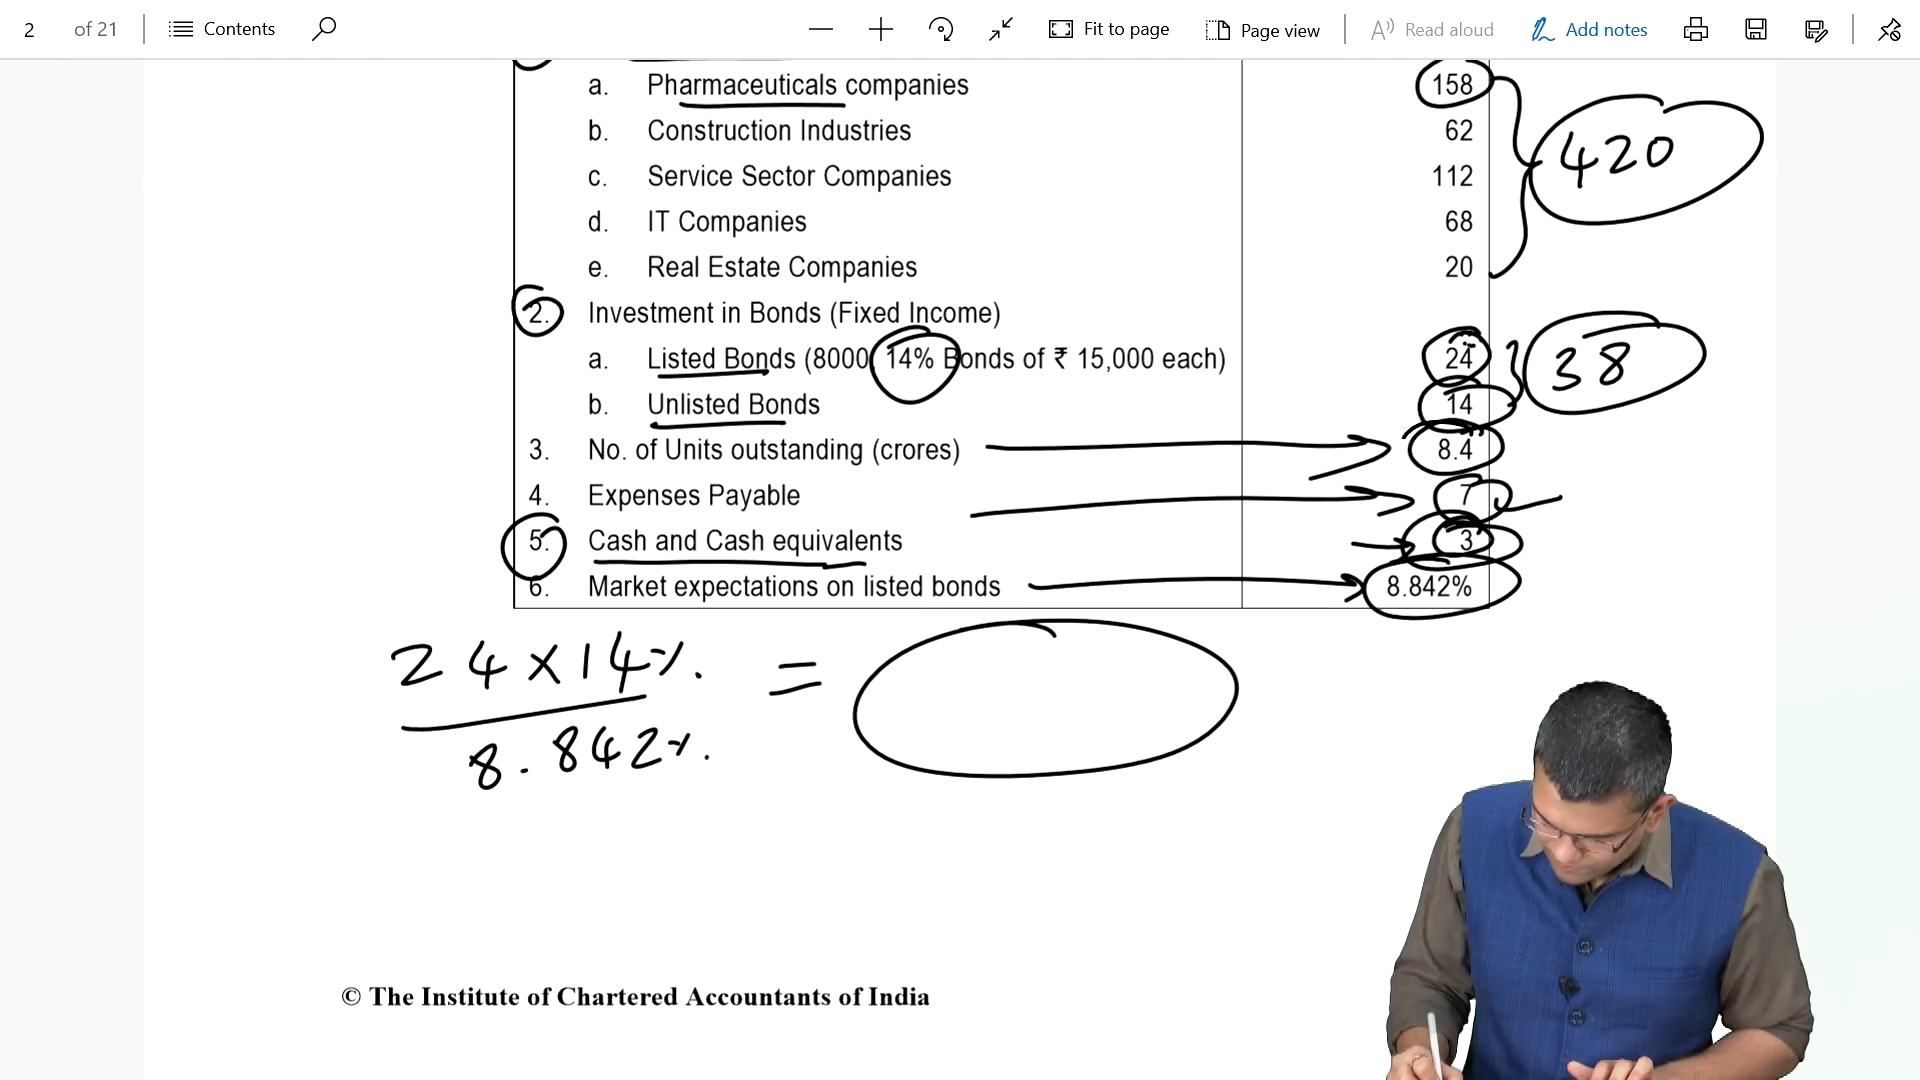 2 of 21 Contents Fit to page Page view Read aloud Add notes
a. Pharmaceuticals companies 158
b. Construction Industries 62
420
c. Service Sector Companies 112
d. IT Companies 68
e. Real Estate Companies 20
2. Investment in Bonds (Fixed Income)
a. Listed Bonds (8000, 14% Bonds of ₹ 15,000 each) 24
38
b. Unlisted Bonds 14
3. No. of Units outstanding (crores) 8.4
4. Expenses Payable 7
5. Cash and Cash equivalents 3
6. Market expectations on listed bonds 8.842%
24 × 14% =
8.842%
© The Institute of Chartered Accountants of India